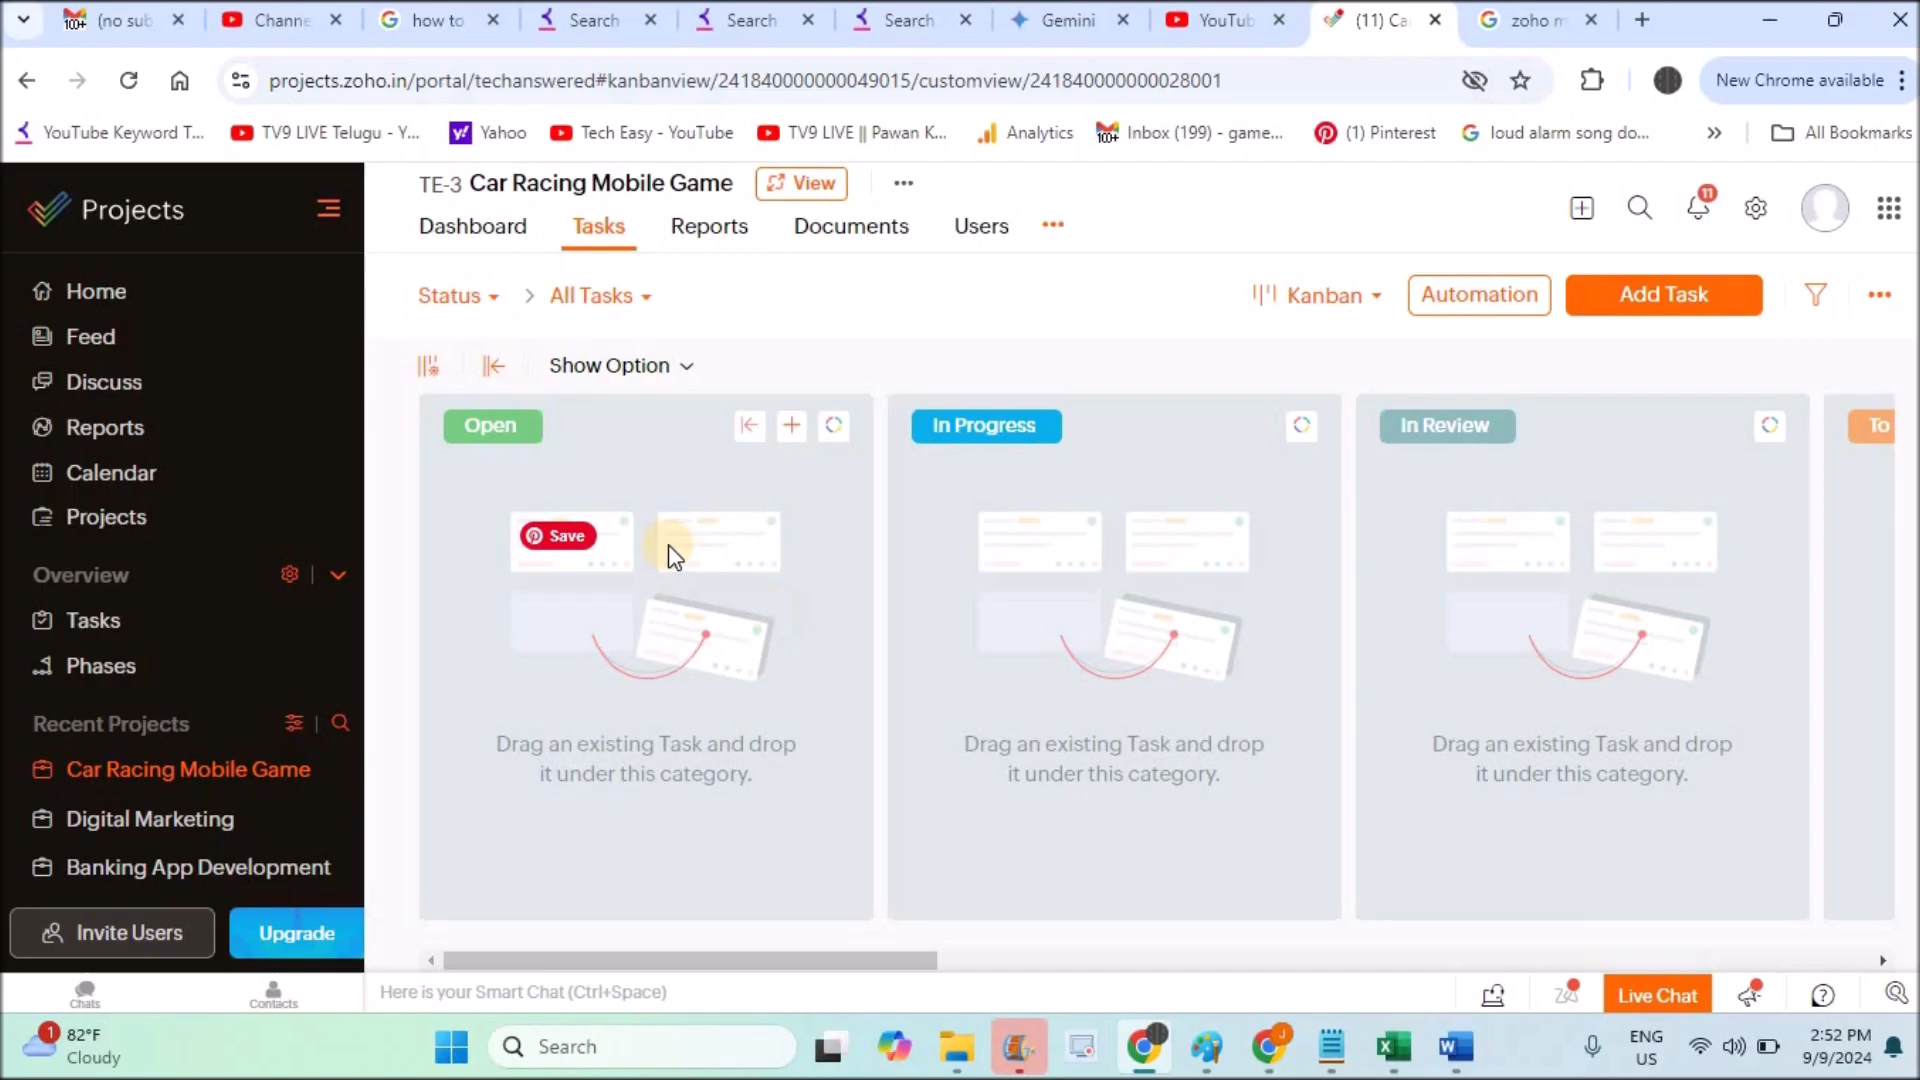 (no sub
Channe
how to
Search
Search
Search
Gemini
YouTub
(11) Ca
zoho m
projects.zoho.in/portal/techanswered#kanbanview/241840000000049015/customview/241840000000028001
New Chrome available
YouTube Keyword T...
TV9 LIVE Telugu - Y...
Yahoo
Tech Easy - YouTube
TV9 LIVE || Pawan K...
Analytics
Inbox (199) - game...
(1) Pinterest
loud alarm song do...
All Bookmarks
Projects
TE-3 Car Racing Mobile Game
View
11
Dashboard
Tasks
Reports
Documents
Users
Home
Feed
Discuss
Reports
Calendar
Projects
Overview
Tasks
Phases
Recent Projects
Car Racing Mobile Game
Digital Marketing
Banking App Development
Invite Users
Upgrade
Status
All Tasks
Kanban
Automation
Add Task
Show Option
Open
In Progress
In Review
To
Save
Drag an existing Task and drop
it under this category.
Drag an existing Task and drop
it under this category.
Drag an existing Task and drop
it under this category.
Chats
Contacts
Here is your Smart Chat (Ctrl+Space)
Live Chat
1
82°F
Cloudy
Search
ENG
US
2:52 PM
9/9/2024